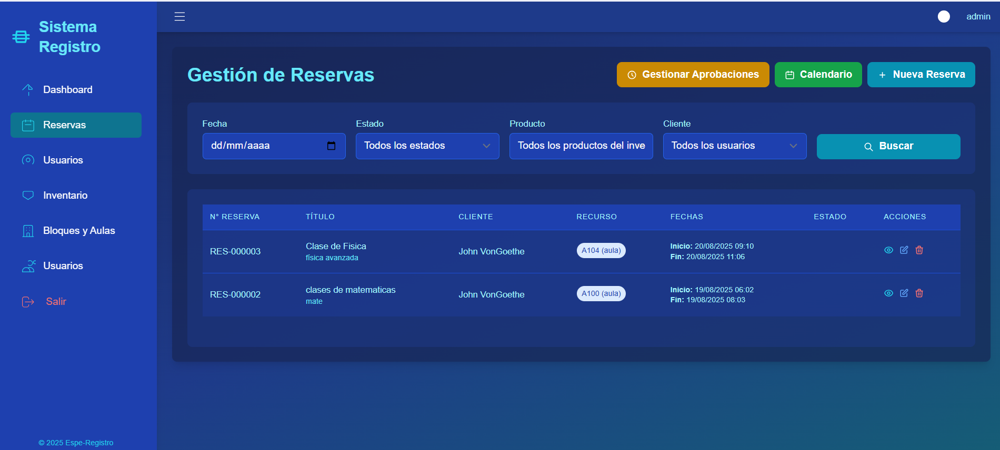 Sistema
Registro
admin
Dashboard
Reservas
Usuarios
Inventario
Bloques y Aulas
Usuarios
Salir
© 2025 Espe-Registro
Gestión de Reservas
Gestionar Aprobaciones
Calendario
+ Nueva Reserva
Fecha
Estado
Producto
Cliente
dd/mm/aaaa
Todos los estados
Todos los productos del inve
Todos los usuarios
Buscar
N° RESERVA TÍTULO CLIENTE RECURSO FECHAS ESTADO ACCIONES
RES-000003
Clase de Fisica
física avanzada
John VonGoethe
A104 (aula)
Inicio: 20/08/2025 09:10
Fin: 20/08/2025 11:06
RES-000002
clases de matematicas
mate
John VonGoethe
A100 (aula)
Inicio: 19/08/2025 06:02
Fin: 19/08/2025 08:03